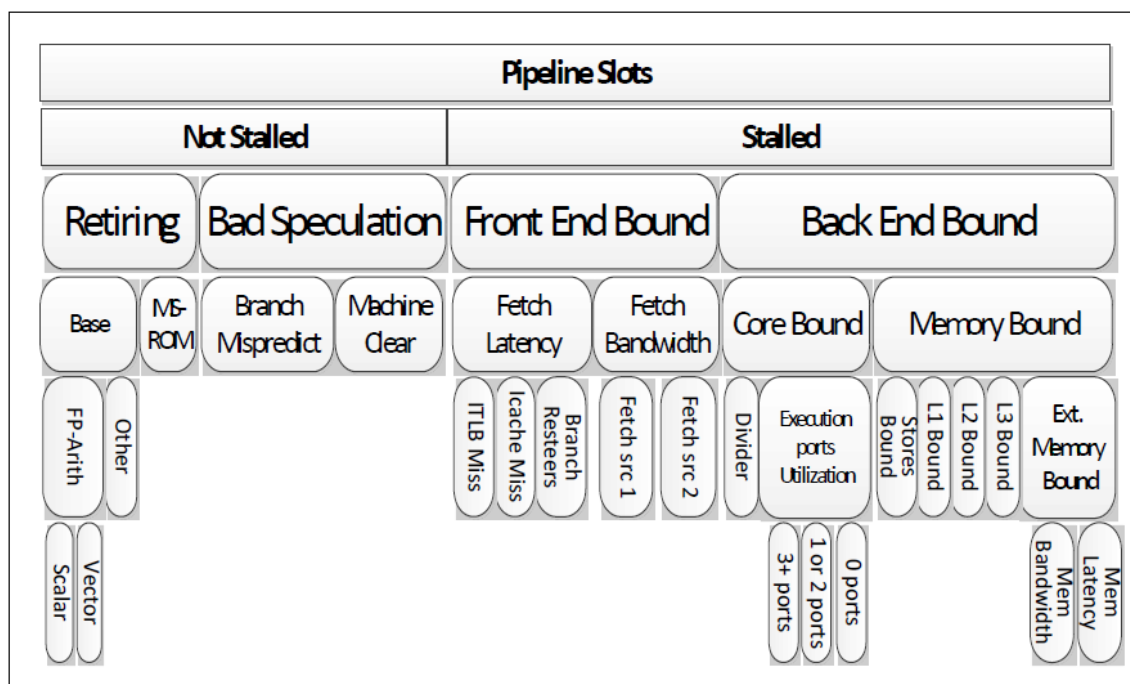 Pipeline Slots
Not Stalled
Stalled
Retiring
Bad Speculation
Front End Bound
Back End Bound
Base
MS-
ROM
Branch
Mispredict
Machine
Clear
Fetch
Latency
Fetch
Bandwidth
Core Bound
Memory Bound
FP-Arith
Other
ITLB Miss
Icache Miss
Branch
Resteers
Fetch src 1
Fetch src 2
Divider
Execution
ports
Utilization
Stores
Bound
L1 Bound
L2 Bound
L3 Bound
Ext.
Memory
Bound
Scalar
Vector
3+ ports
1 or 2 ports
0 ports
Mem
Bandwidth
Mem
Latency